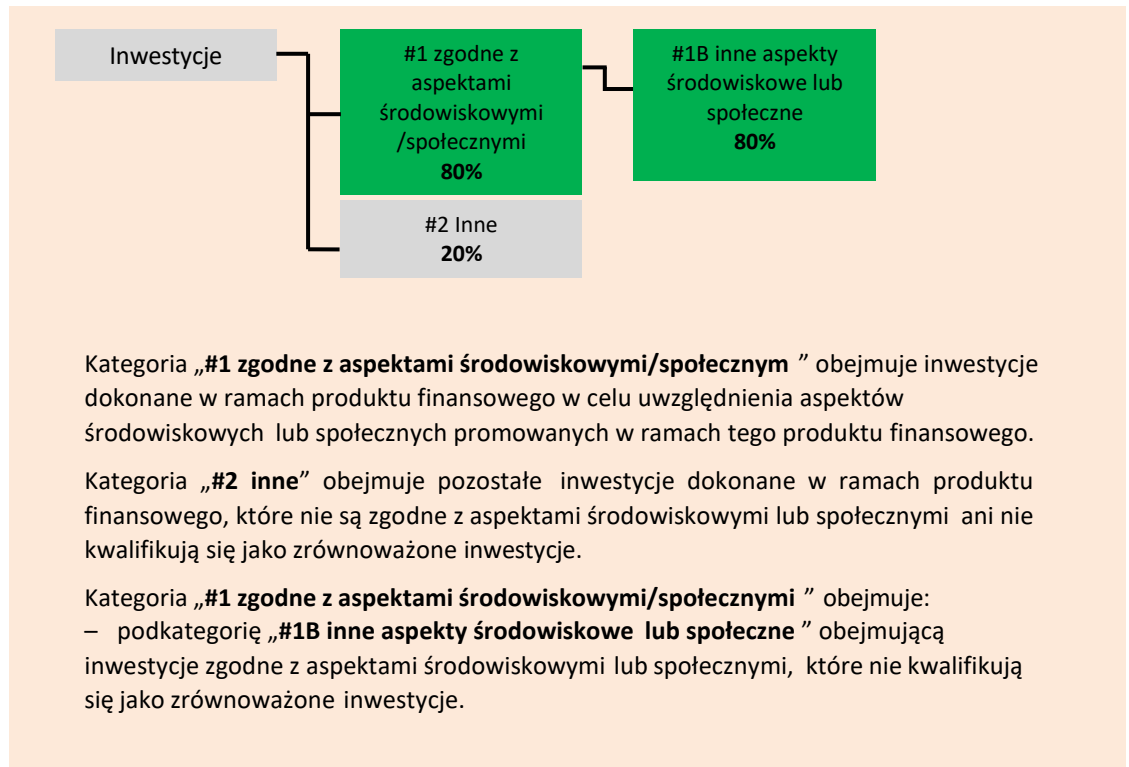 Inwestycje
#1 zgodne z
aspektami
środowiskowymi
/społecznymi
80%
#1B inne aspekty
środowiskowe lub
społeczne
80%
#2 Inne
20%
Kategoria „#1 zgodne z aspektami środowiskowymi/społecznym ” obejmuje inwestycje
dokonane w ramach produktu finansowego w celu uwzględnienia aspektów
środowiskowych lub społecznych promowanych w ramach tego produktu finansowego.
Kategoria „#2 inne” obejmuje pozostałe inwestycje dokonane w ramach produktu
finansowego, które nie są zgodne z aspektami środowiskowymi lub społecznymi ani nie
kwalifikują się jako zrównoważone inwestycje.
Kategoria „#1 zgodne z aspektami środowiskowymi/społecznymi ” obejmuje:
– podkategorię „#1B inne aspekty środowiskowe lub społeczne ” obejmującą
inwestycje zgodne z aspektami środowiskowymi lub społecznymi, które nie kwalifikują
się jako zrównoważone inwestycje.